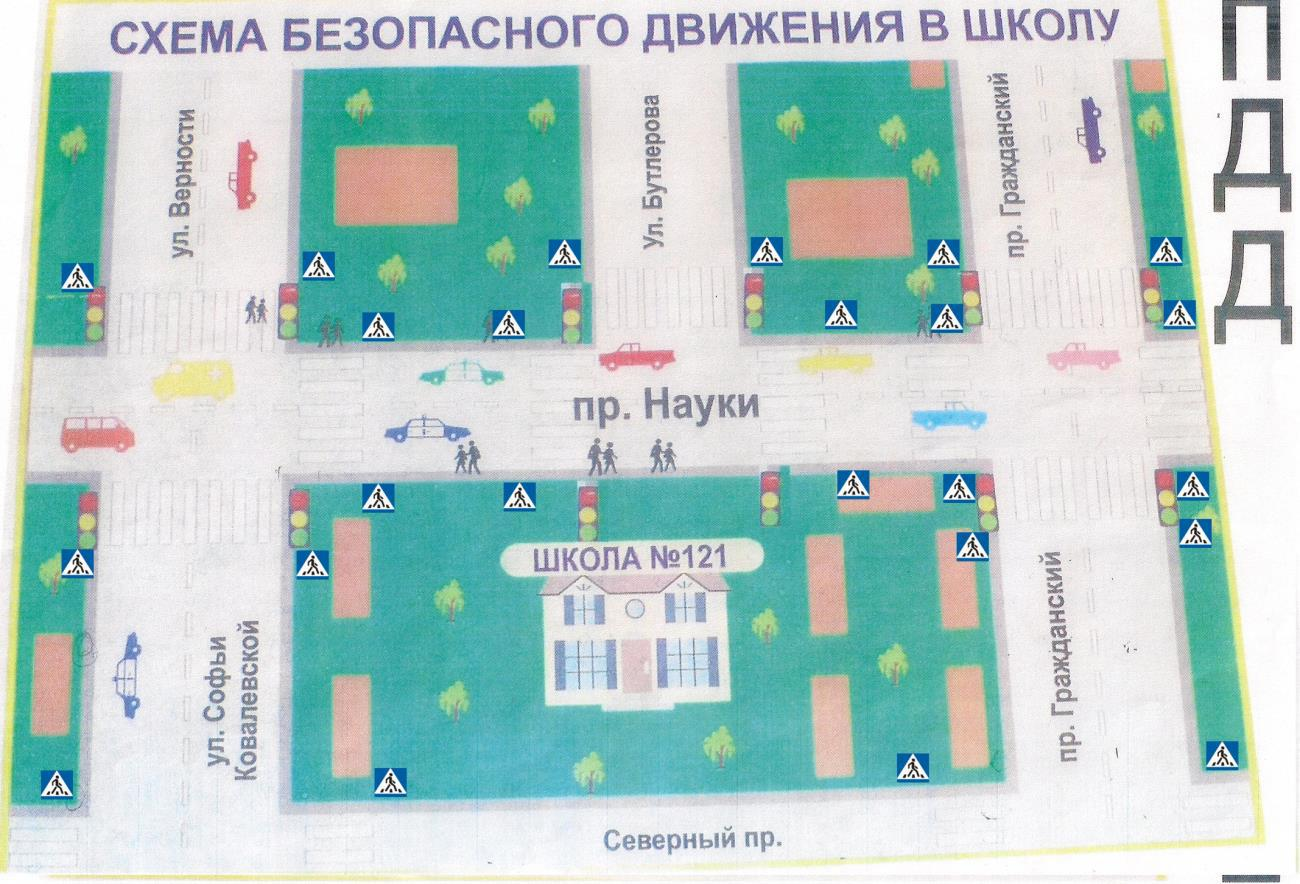 СХЕМА БЕЗОПАСНОГО ДВИЖЕНИЯ В ШКОЛУ
ПДД
ул. Верности
Ул. Бутлерова
пр. Гражданский
пр. Науки
ШКОЛА №121
ул. Софьи
Ковалевской
пр. Гражданский
Северный пр.